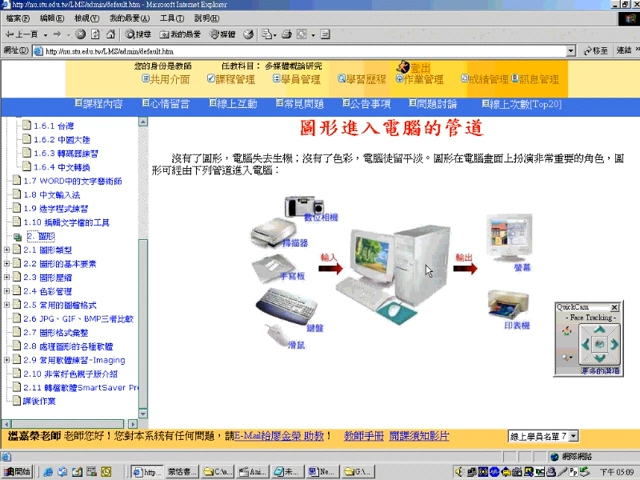 http://nu.stu.edu.tw/LMS/admin/default.htm - Microsoft Internet Explorer
檔案(F) 編輯(E) 檢視(V) 我的最愛(A) 工具(T) 說明(H)
上一頁 搜尋 我的最愛 媒體
網址(D) http://nu.stu.edu.tw/LMS/admin/default.htm 移至 連結 »
您的身份是教師 任教科目： 多媒體概論研究 登出
共用介面 課程管理 學員管理 學習歷程 作業管理 成績管理 訊息管理
課程內容 心情留言 線上互動 常見問題 公告事項 問題討論 線上次數[Top20]
1.6.1 台灣
1.6.2 中國大陸
1.6.3 轉碼器練習
1.6.4 中文轉換
1.7 WORD中的文字藝術師
1.8 中文輸入法
1.9 造字程式練習
1.10 編輯文字檔的工具
2. 圖形
2.1 圖形類型
2.2 圖形的基本要素
2.3 圖形壓縮
2.4 色彩管理
2.5 常用的圖檔格式
2.6 JPG、GIF、BMP三者比較
2.7 圖形格式彙整
2.8 處理圖形的各種軟體
2.9 常用軟體練習-Imaging
2.10 非常好色親子版介紹
2.11 轉檔軟體SmartSaver Pr
課後作業
圖形進入電腦的管道
沒有了圖形，電腦失去生機；沒有了色彩，電腦徒留平淡。圖形在電腦畫面上扮演非常重要的角色，圖
形可經由下列管道進入電腦：
數位相機
掃描器
手寫板
鍵盤
滑鼠
輸入
輸出
螢幕
印表機
QuickCam
- Face Tracking -
更多的選項
溫嘉榮老師 老師您好！您對本系統有任何問題，請E-Mail給廖金榮 助教！ 教師手冊 開課須知影片
線上學員名單 7
網際網路
開始 http... 蒙恬書... C:\... Ani... 未... Ne... G:\... 下午 05:09